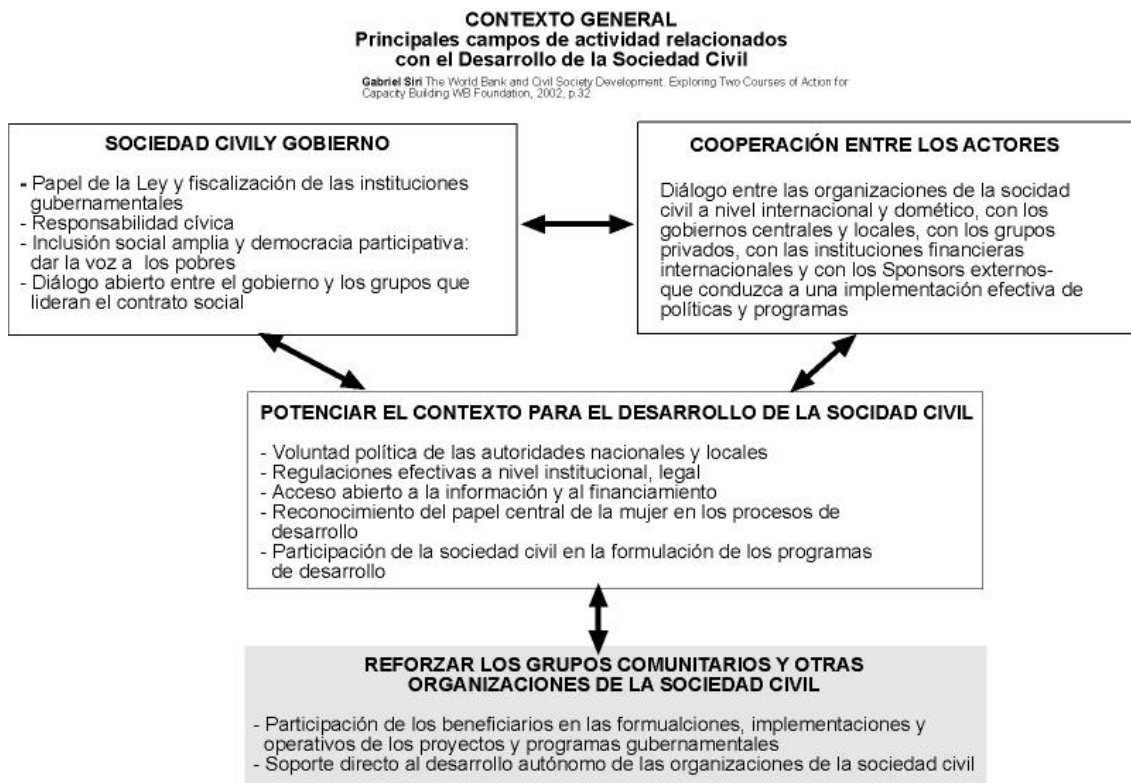 CONTEXTO GENERAL
Principales campos de actividad relacionados
con el Desarrollo de la Sociedad Civil
Gabriel Siri The World Bank and Civil Society Development. Exploring Two Courses of Action for
Capacity Building WB Foundation, 2002, p.32
SOCIEDAD CIVILY GOBIERNO
- Papel de la Ley y fiscalización de las instituciones
gubernamentales
- Responsabilidad cívica
- Inclusión social amplia y democracia participativa:
dar la voz a los pobres
- Diálogo abierto entre el gobierno y los grupos que
lideran el contrato social
COOPERACIÓN ENTRE LOS ACTORES
Diálogo entre las organizaciones de la socidad
civil a nivel internacional y domético, con los
gobiernos centrales y locales, con los grupos
privados, con las instituciones financieras
internacionales y con los Sponsors externos-
que conduzca a una implementación efectiva de
políticas y programas
POTENCIAR EL CONTEXTO PARA EL DESARROLLO DE LA SOCIDAD CIVIL
- Voluntad política de las autoridades nacionales y locales
- Regulaciones efectivas a nivel institucional, legal
- Acceso abierto a la información y al financiamiento
- Reconocimiento del papel central de la mujer en los procesos de
desarrollo
- Participación de la sociedad civil en la formulación de los programas
de desarrollo
REFORZAR LOS GRUPOS COMUNITARIOS Y OTRAS
ORGANIZACIONES DE LA SOCIEDAD CIVIL
- Participación de los beneficiarios en las formualciones, implementaciones y
operativos de los proyectos y programas gubernamentales
- Soporte directo al desarrollo autónomo de las organizaciones de la sociedad civil